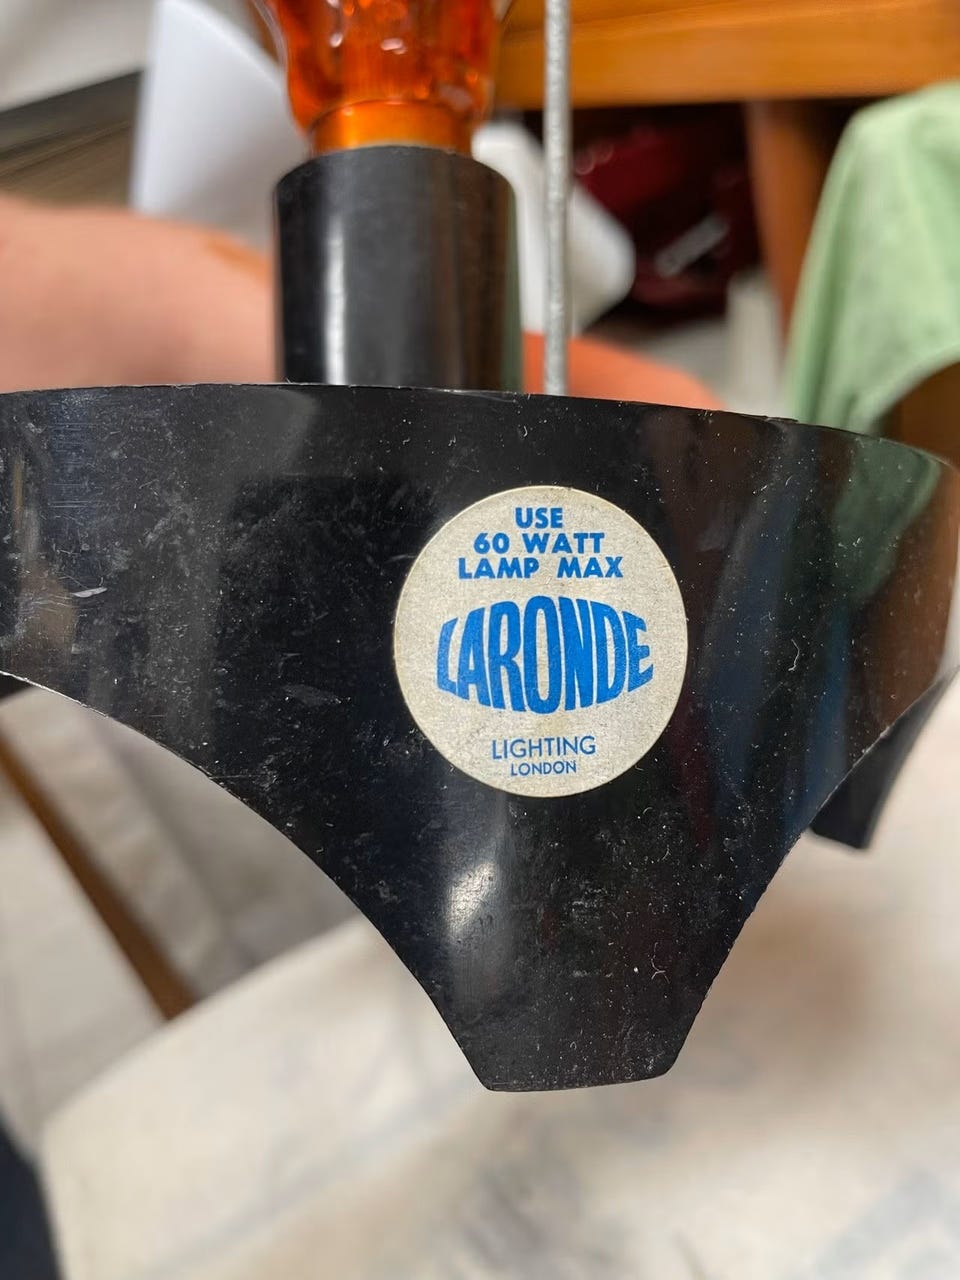 USE
60 WATT
LAMP MAX
LARONDE
LIGHTING
LONDON